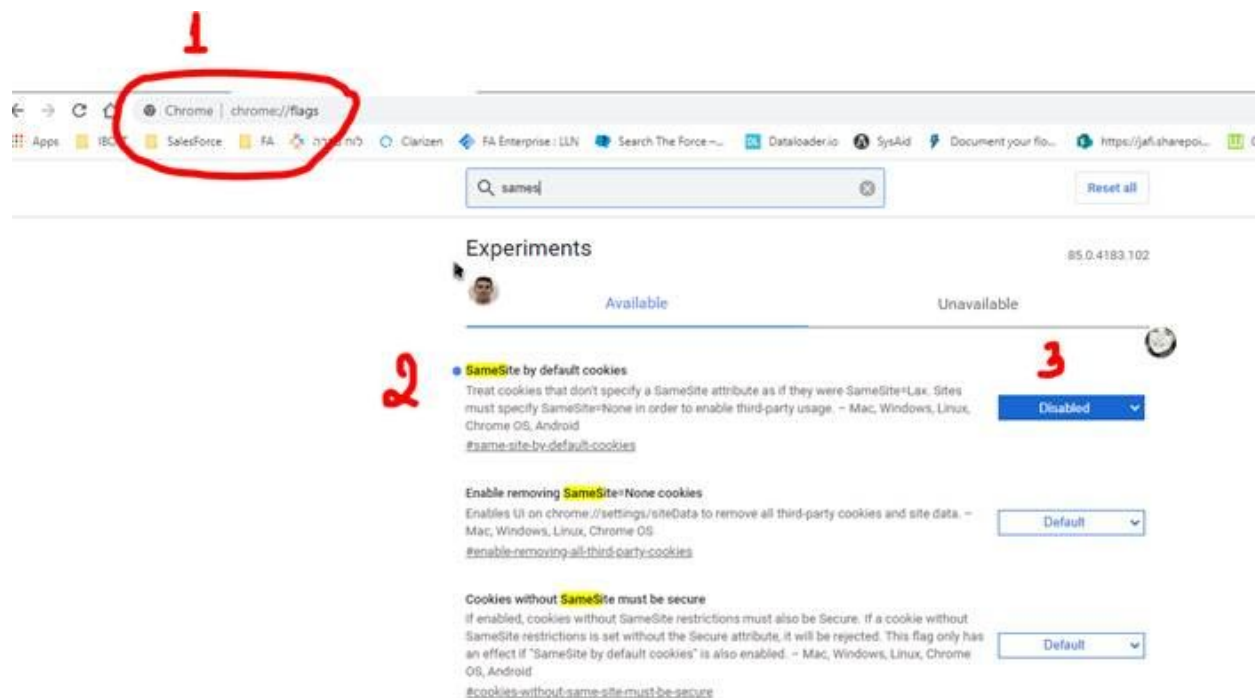 1
Chrome | chrome://flags
Apps
SalesForce
FA
Clarizen
FA Enterprise : LLN
Search The Force –...
Dataloader.io
SysAid
Document your flo...
https://jafi.sharepoi...
sames
Reset all
Experiments
85.0.4183.102
Available
Unavailable
2
3
SameSite by default cookies
Treat cookies that don't specify a SameSite attribute as if they were SameSite=Lax. Sites
must specify SameSite=None in order to enable third-party usage. – Mac, Windows, Linux,
Chrome OS, Android
#same-site-by-default-cookies
Disabled
Enable removing SameSite=None cookies
Enables UI on chrome://settings/siteData to remove all third-party cookies and site data. –
Mac, Windows, Linux, Chrome OS
#enable-removing-all-third-party-cookies
Default
Cookies without SameSite must be secure
If enabled, cookies without SameSite restrictions must also be Secure. If a cookie without
SameSite restrictions is set without the Secure attribute, it will be rejected. This flag only has
an effect if "SameSite by default cookies" is also enabled. – Mac, Windows, Linux, Chrome
OS, Android
#cookies-without-same-site-must-be-secure
Default